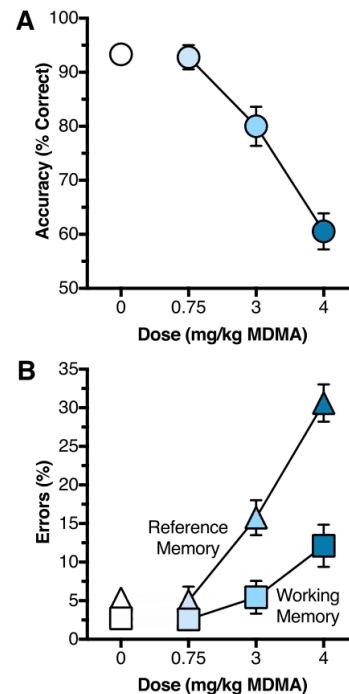 A
100
90
80
70
60
50
Accuracy (% Correct)
0 0.75 3 4
Dose (mg/kg MDMA)
B
35
30
25
20
15
10
5
0
Errors (%)
Reference
Memory
Working
Memory
0 0.75 3 4
Dose (mg/kg MDMA)